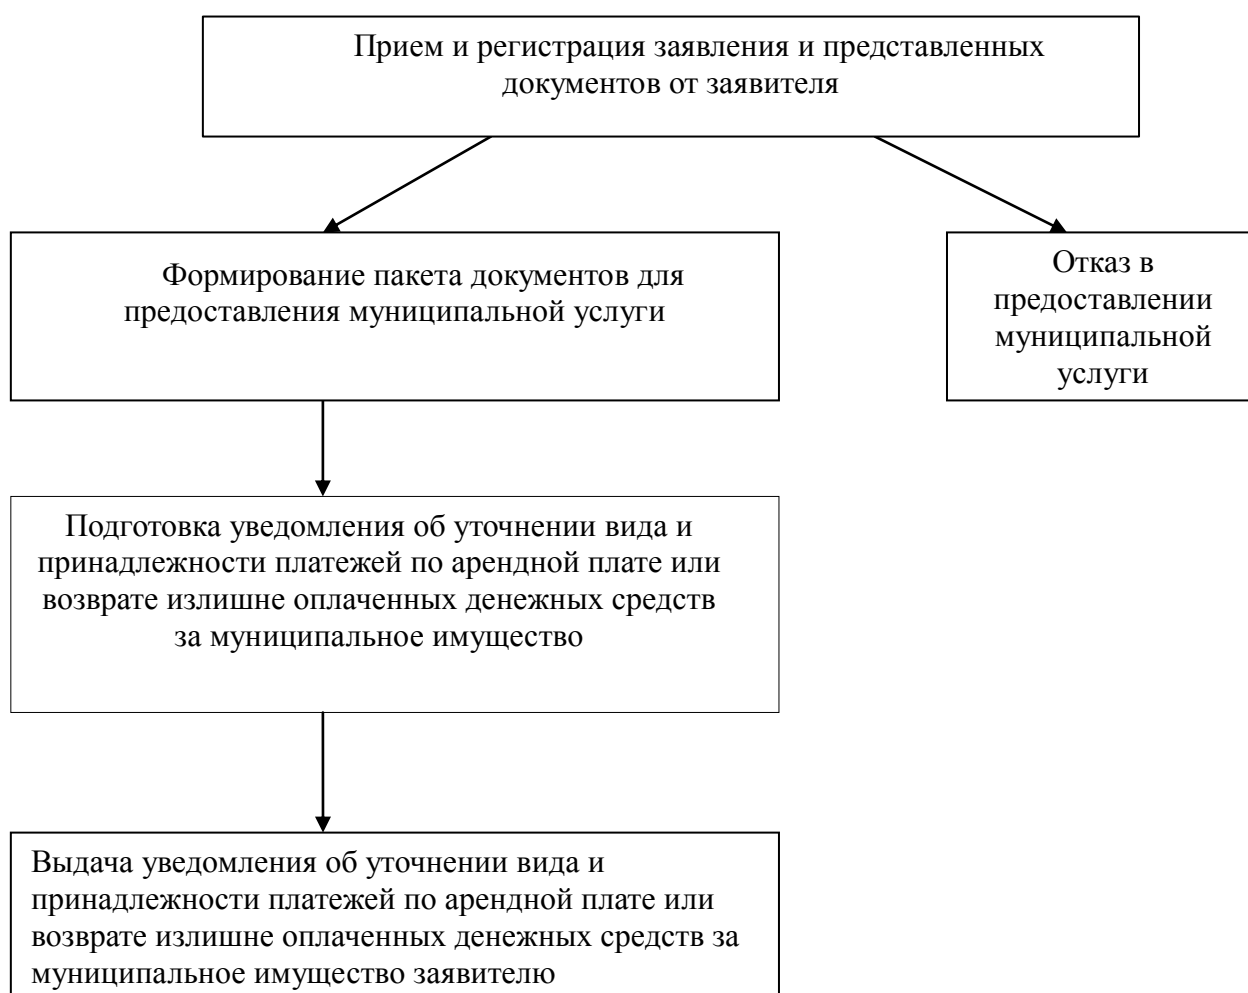 Прием и регистрация заявления и представленных
документов от заявителя
Формирование пакета документов для
предоставления муниципальной услуги
Отказ в
предоставлении
муниципальной
услуги
Подготовка уведомления об уточнении вида и
принадлежности платежей по арендной плате или
возврате излишне оплаченных денежных средств
за муниципальное имущество
Выдача уведомления об уточнении вида и
принадлежности платежей по арендной плате или
возврате излишне оплаченных денежных средств за
муниципальное имущество заявителю